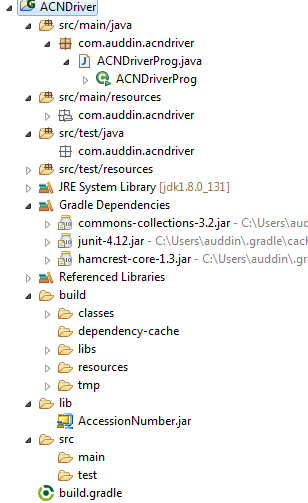 ACNDriver
src/main/java
com.auddin.acndriver
ACNDriverProg.java
ACNDriverProg
src/main/resources
com.auddin.acndriver
src/test/java
com.auddin.acndriver
src/test/resources
JRE System Library [jdk1.8.0_131]
Gradle Dependencies
commons-collections-3.2.jar - C:\Users\aud
junit-4.12.jar - C:\Users\auddin\.gradle\cach
hamcrest-core-1.3.jar - C:\Users\auddin\.gr
Referenced Libraries
build
classes
dependency-cache
libs
resources
tmp
lib
AccessionNumber.jar
src
main
test
build.gradle